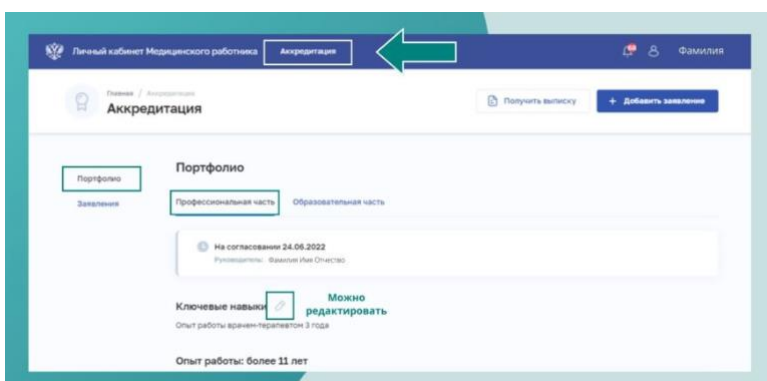 Личный кабинет Медицинского работника Аккредитация Фамилия
Главная / Аккредитация
Аккредитация
Получить выписку + Добавить заявление
Портфолио
Портфолио
Заявления
Профессиональная часть Образовательная часть
На согласовании 24.06.2022
Руководитель: Фамилия Имя Отчество
Ключевые навыки
Можно
редактировать
Опыт работы врачем-терапевтом 3 года
Опыт работы: более 11 лет